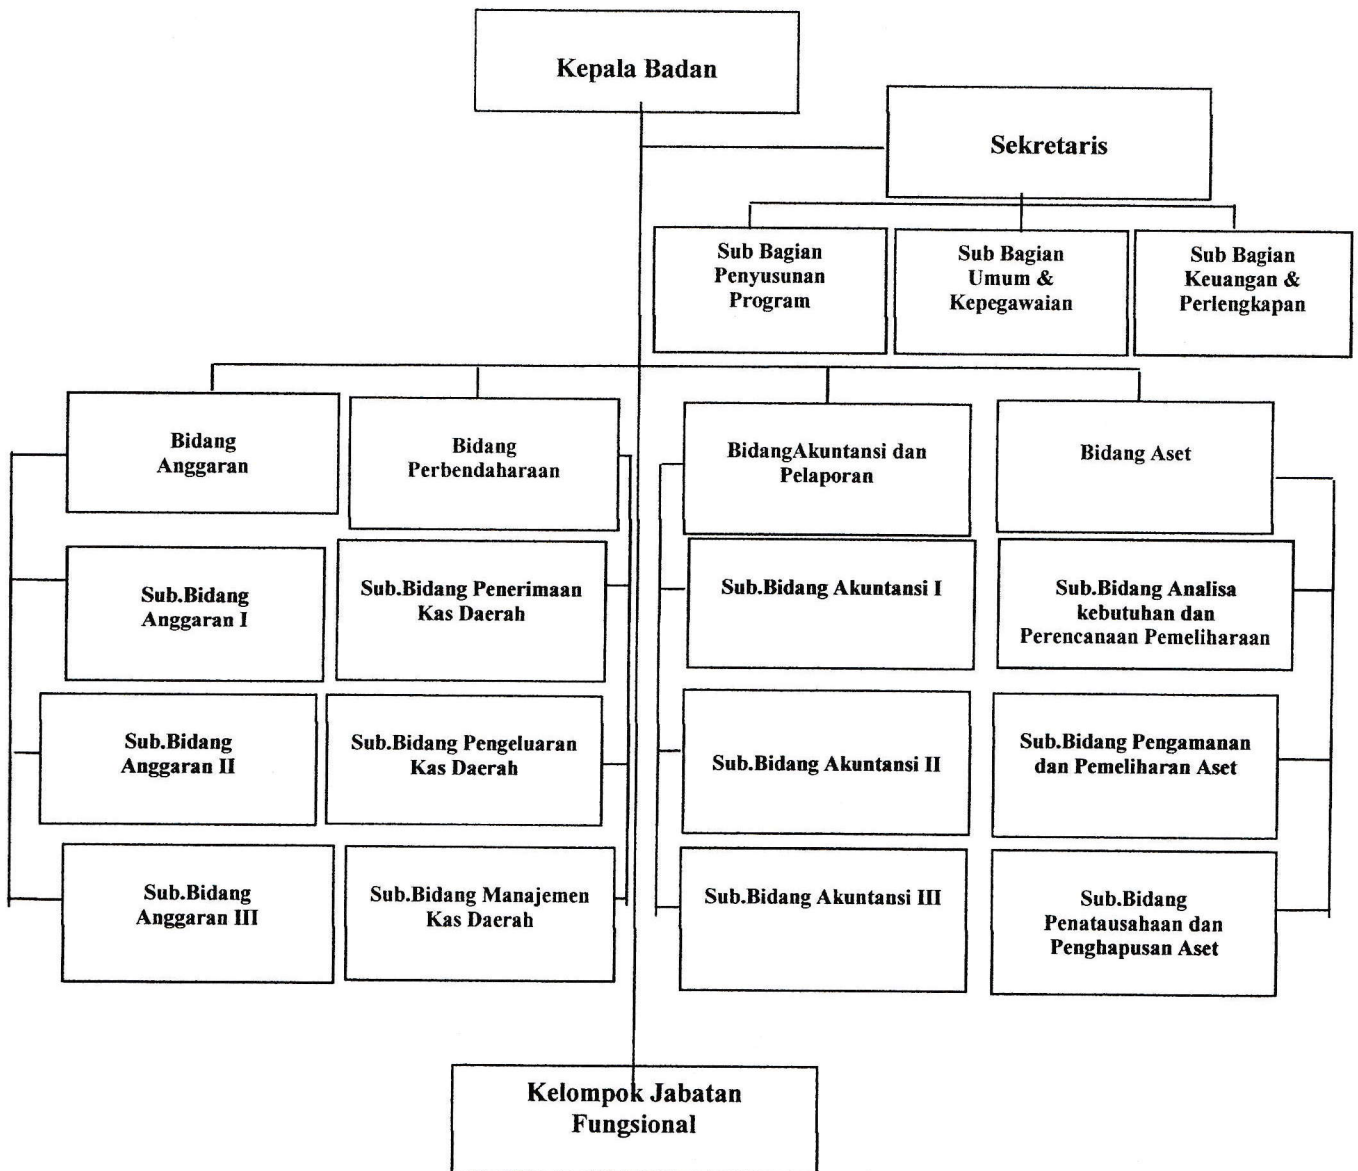 Kepala Badan
Sekretaris
Sub Bagian
Penyusunan
Program
Sub Bagian
Umum &
Kepegawaian
Sub Bagian
Keuangan &
Perlengkapan
Bidang
Anggaran
Bidang
Perbendaharaan
BidangAkuntansi dan
Pelaporan
Bidang Aset
Sub.Bidang
Anggaran I
Sub.Bidang Penerimaan
Kas Daerah
Sub.Bidang Akuntansi I
Sub.Bidang Analisa
kebutuhan dan
Perencanaan Pemeliharaan
Sub.Bidang
Anggaran II
Sub.Bidang Pengeluaran
Kas Daerah
Sub.Bidang Akuntansi II
Sub.Bidang Pengamanan
dan Pemeliharan Aset
Sub.Bidang
Anggaran III
Sub.Bidang Manajemen
Kas Daerah
Sub.Bidang Akuntansi III
Sub.Bidang
Penatausahaan dan
Penghapusan Aset
Kelompok Jabatan
Fungsional